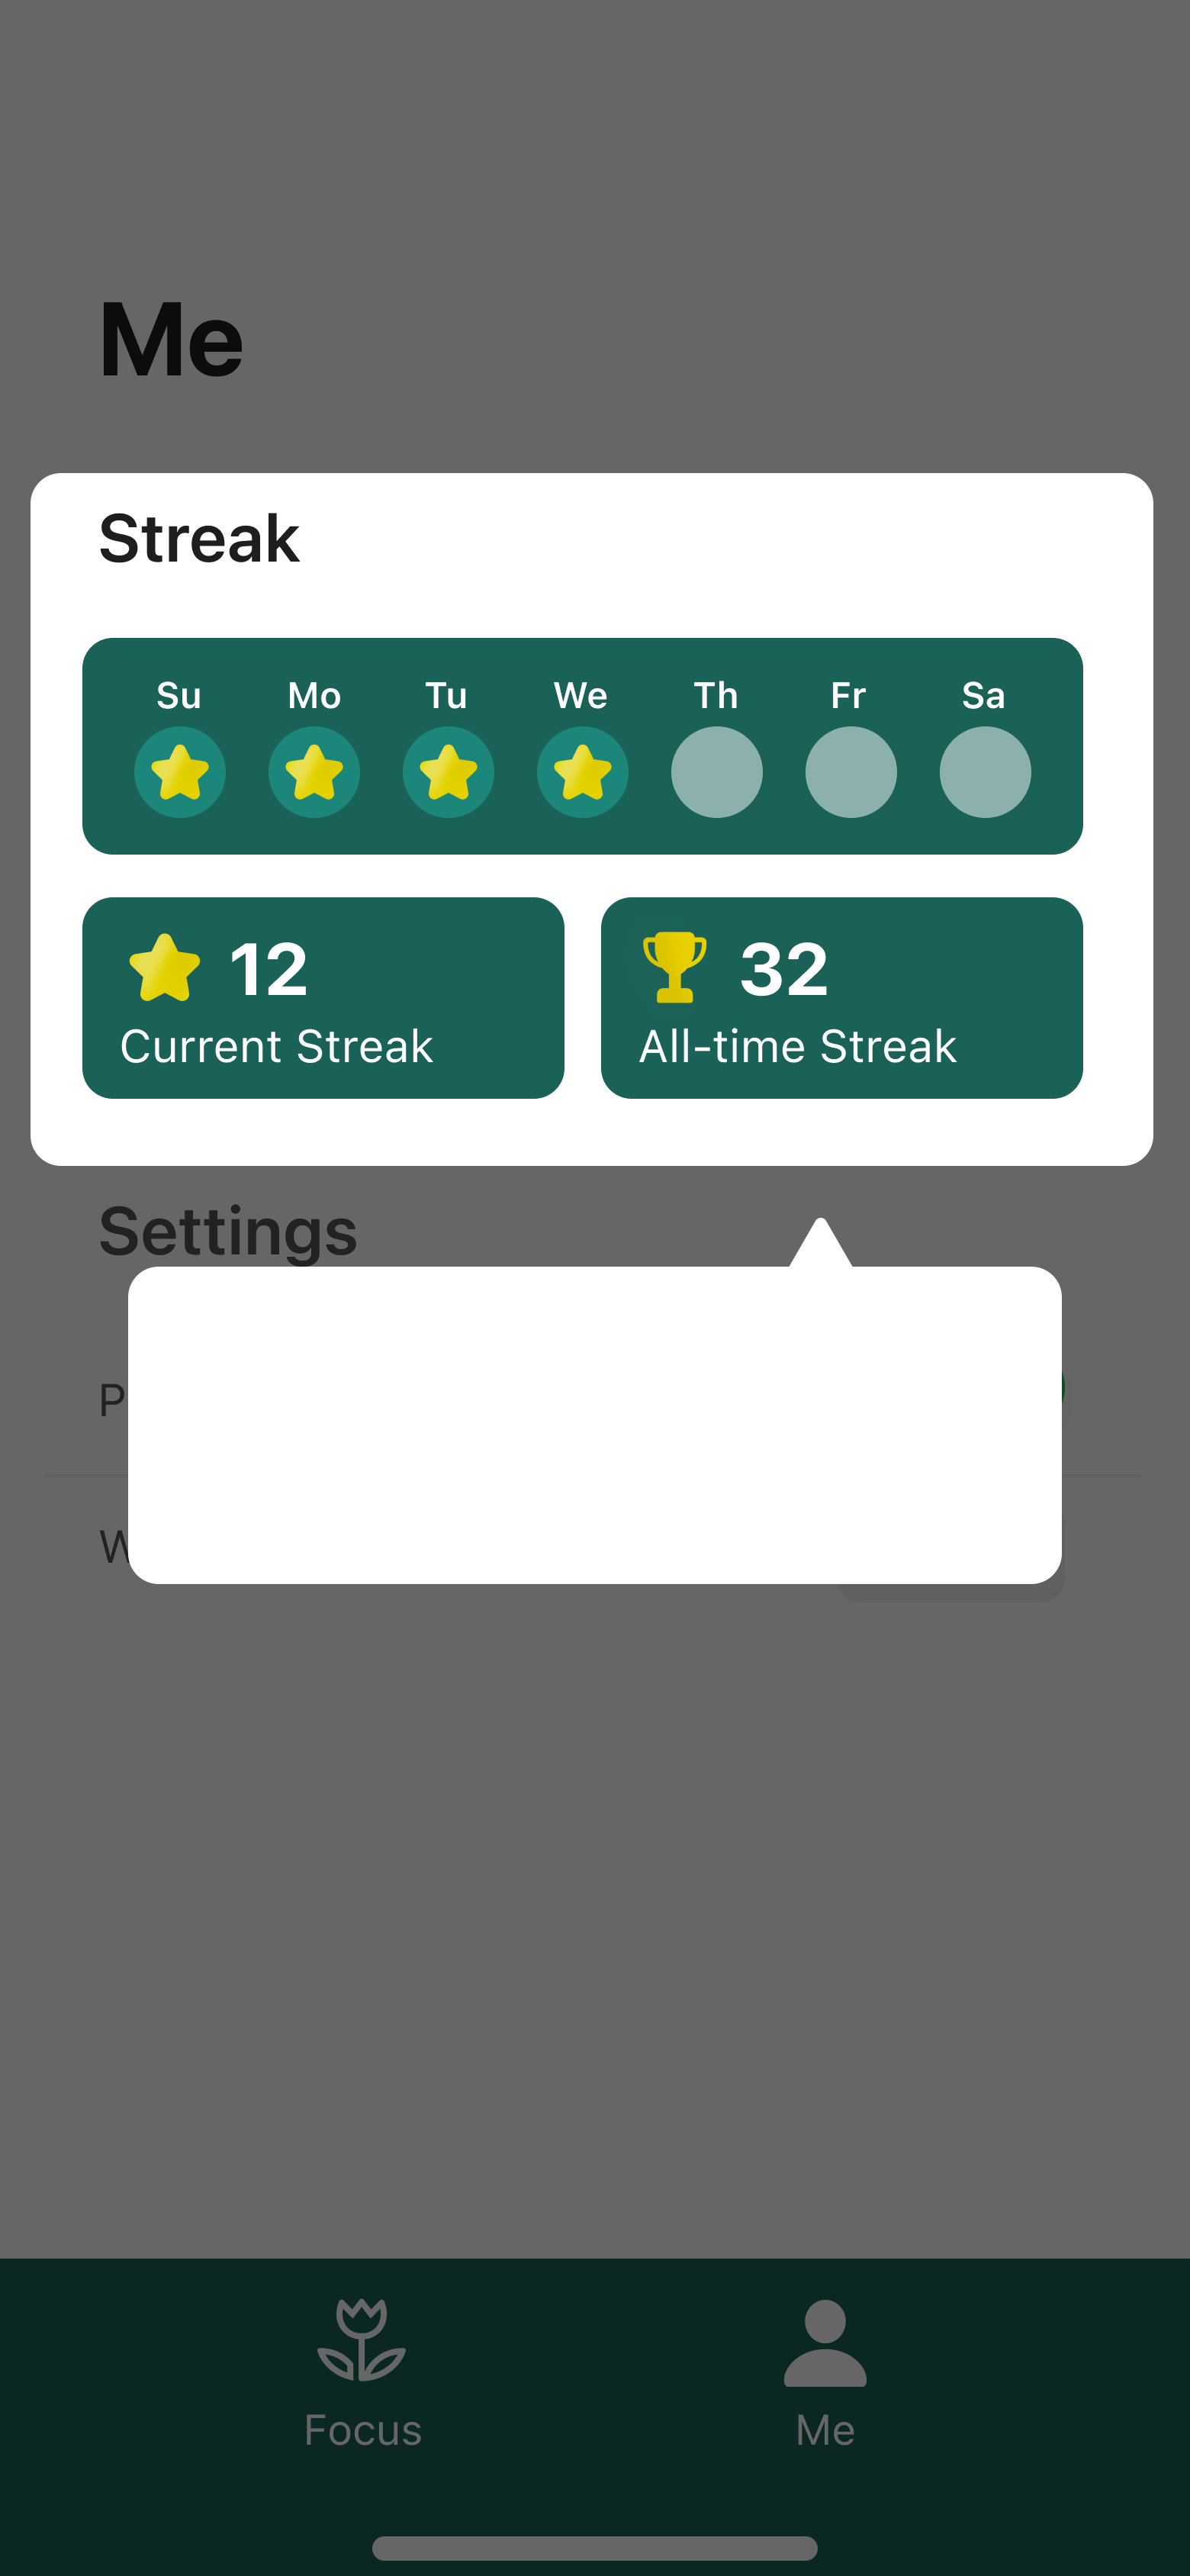 Me
Streak
Su Mo Tu We Th Fr Sa
12
Current Streak
32
All-time Streak
Settings
P
W
Focus
Me